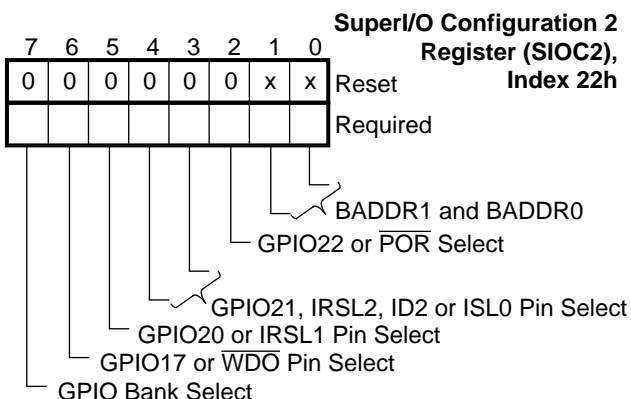 SuperI/O Configuration 2
Register (SIOC2),
Index 22h
7 6 5 4 3 2 1 0
0 0 0 0 0 0 x x Reset
Required
BADDR1 and BADDR0
GPIO22 or POR Select
GPIO21, IRSL2, ID2 or ISL0 Pin Select
GPIO20 or IRSL1 Pin Select
GPIO17 or WDO Pin Select
GPIO Bank Select